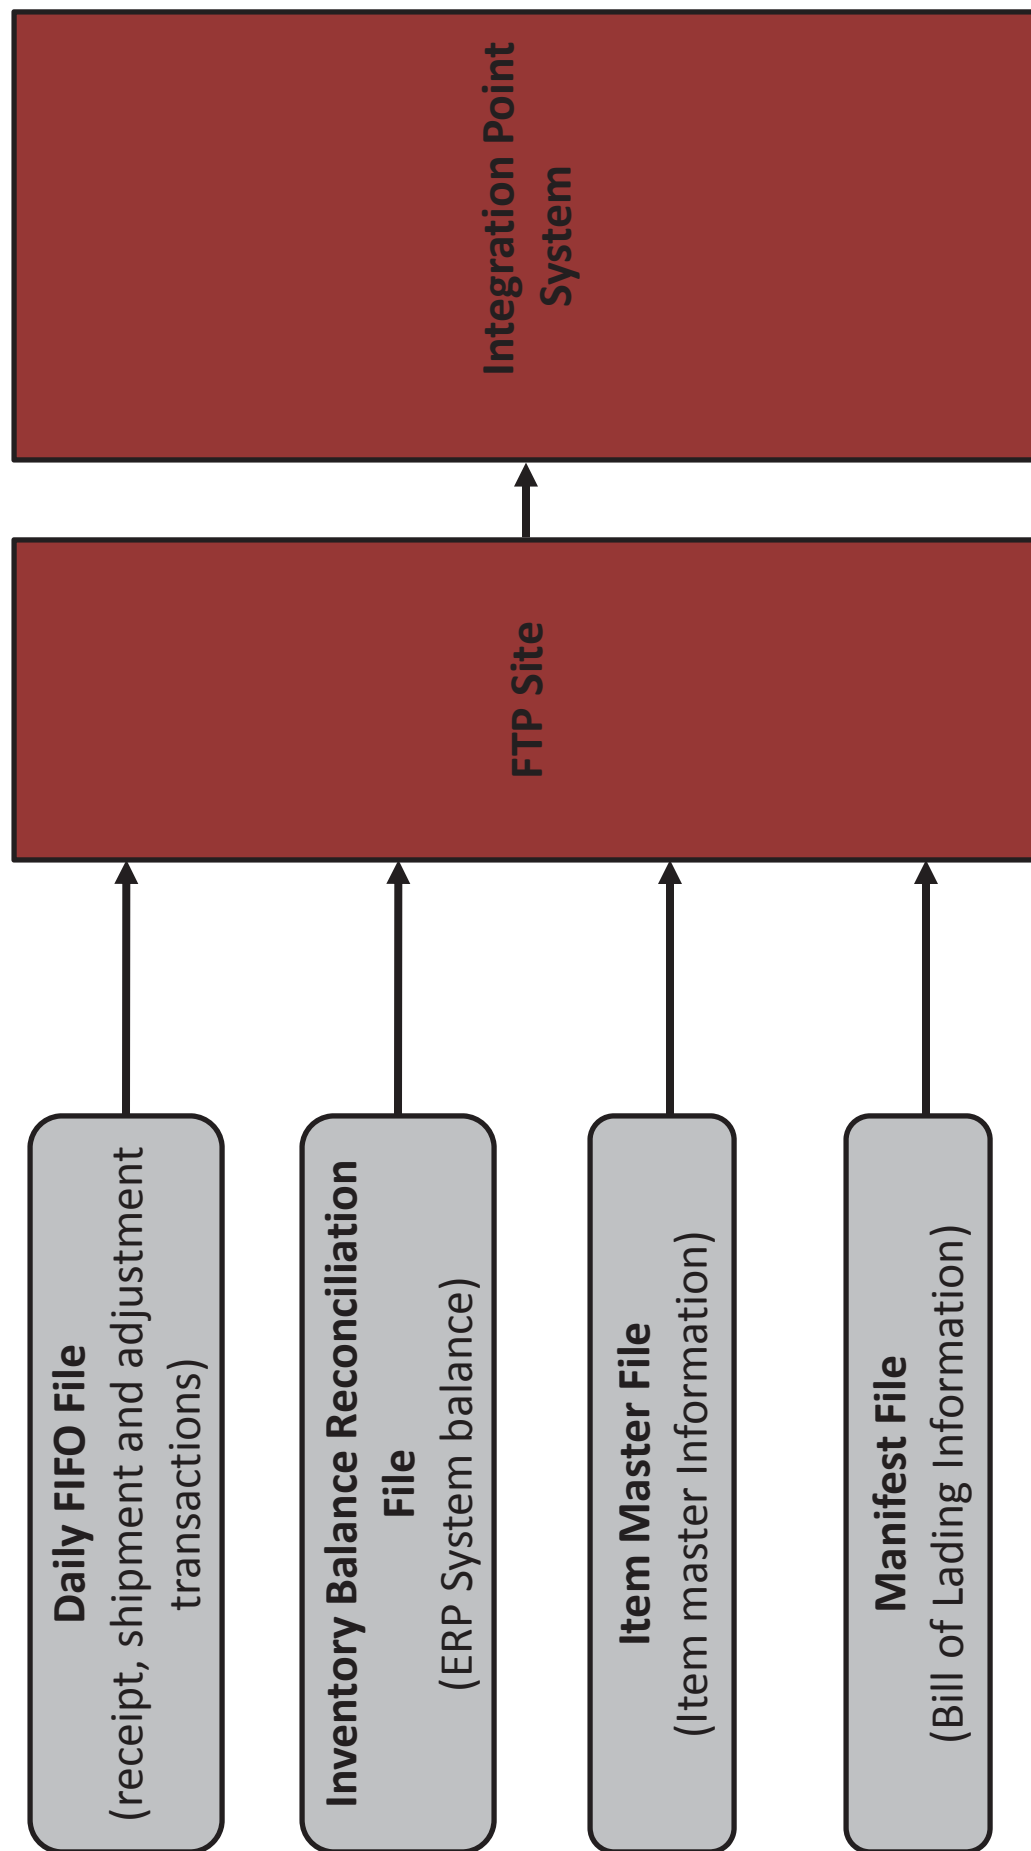 Daily FIFO File
(receipt, shipment and adjustment
transactions)
Inventory Balance Reconciliation
File
(ERP System balance)
Item Master File
(Item master Information)
Manifest File
(Bill of Lading Information)
FTP Site
Integration Point
System